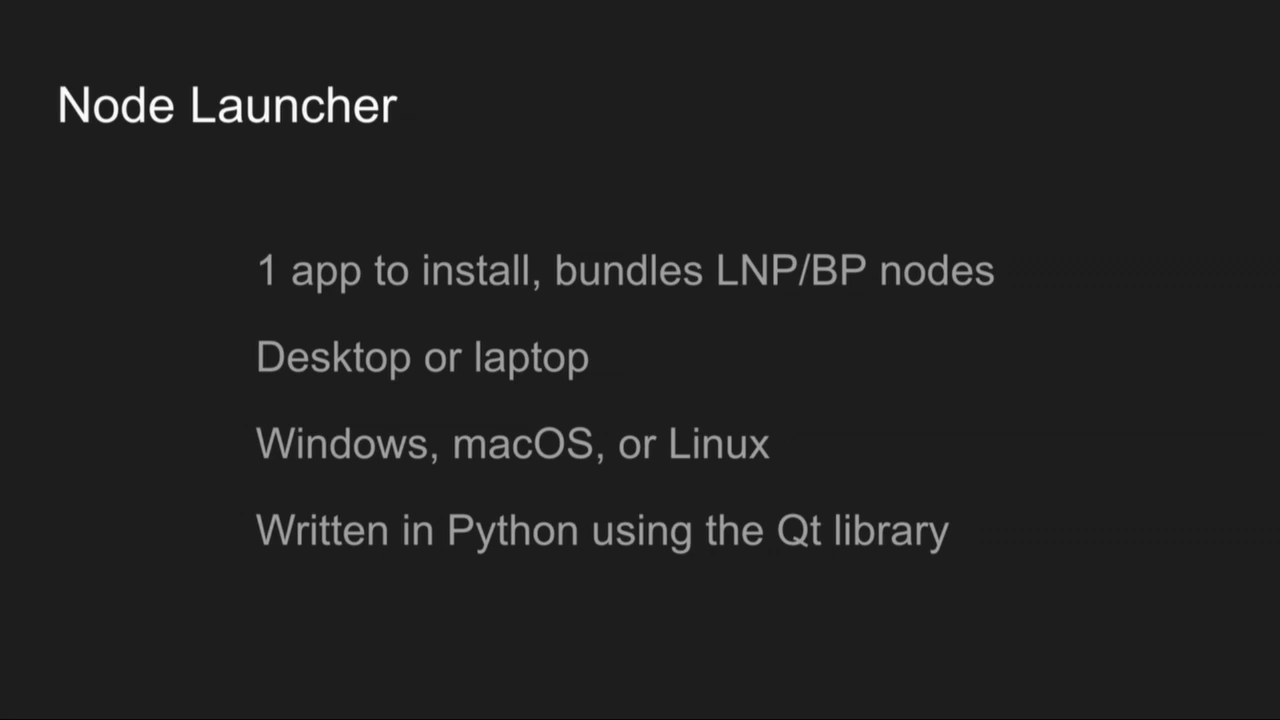 Node Launcher
1 app to install, bundles LNP/BP nodes
Desktop or laptop
Windows, macOS, or Linux
Written in Python using the Qt library